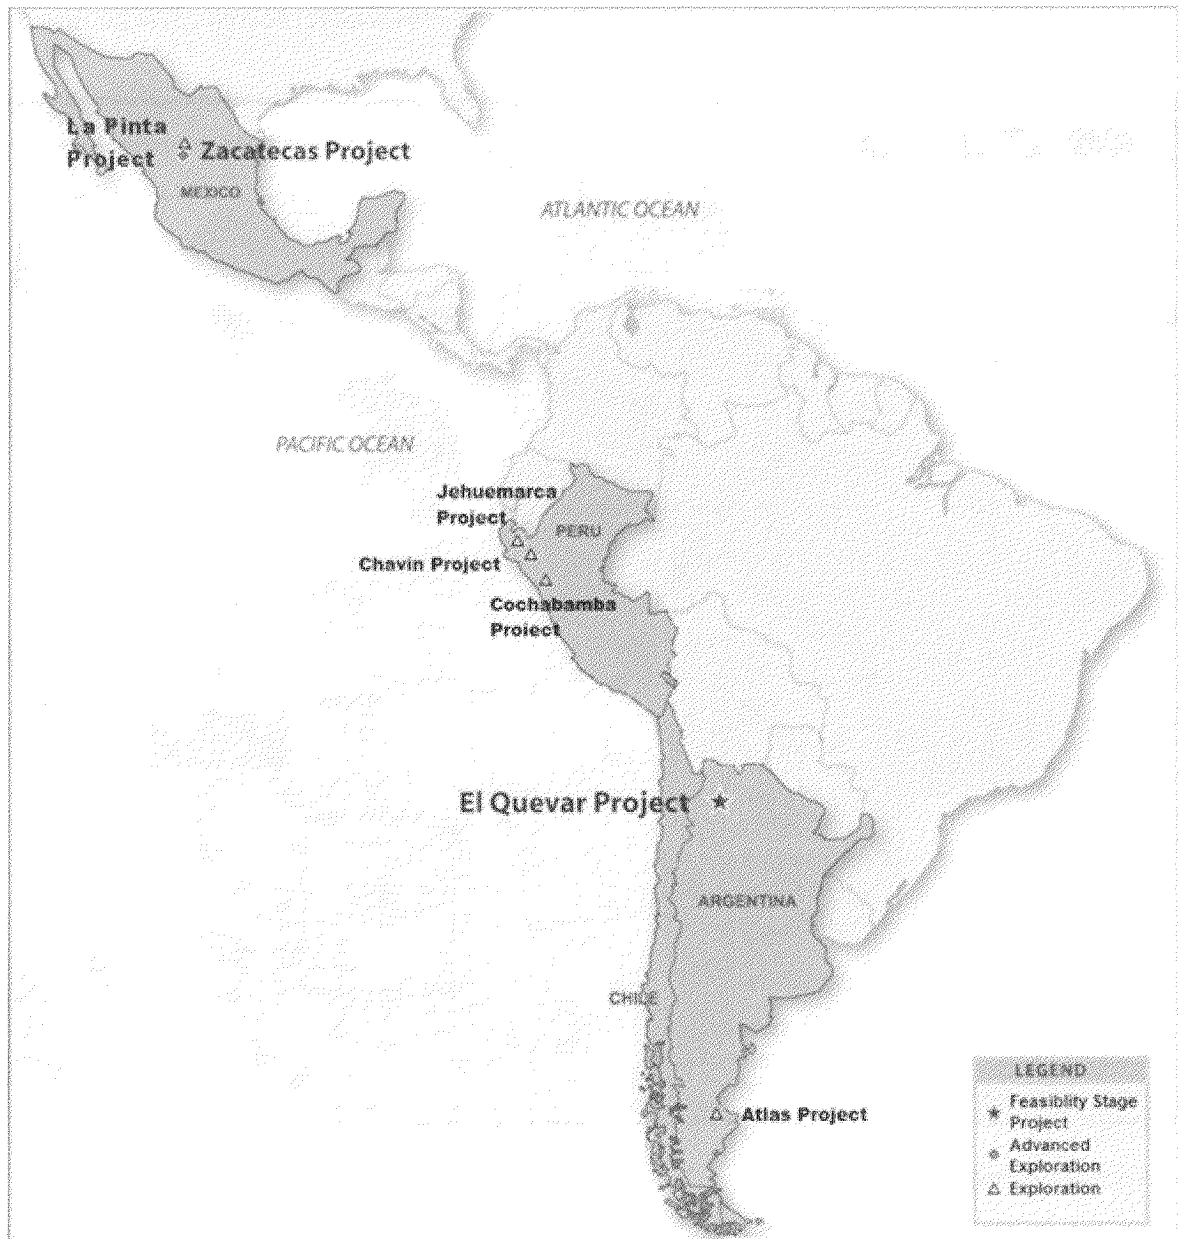 La Pinta
Project
Zacatecas Project
MEXICO
ATLANTIC OCEAN
PACIFIC OCEAN
Jehuemarca
Project
PERU
Chavin Project
Cochabamba
Project
El Quevar Project
ARGENTINA
CHILE
Atlas Project
LEGEND
Feasiblity Stage
Project
Advanced
Exploration
Exploration